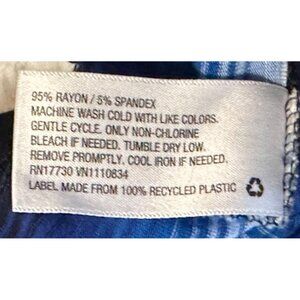 95% RAYON / 5% SPANDEX
MACHINE WASH COLD WITH LIKE COLORS.
GENTLE CYCLE. ONLY NON-CHLORINE
BLEACH IF NEEDED. TUMBLE DRY LOW.
REMOVE PROMPTLY. COOL IRON IF NEEDED.
RN17730 VN1110834
LABEL MADE FROM 100% RECYCLED PLASTIC